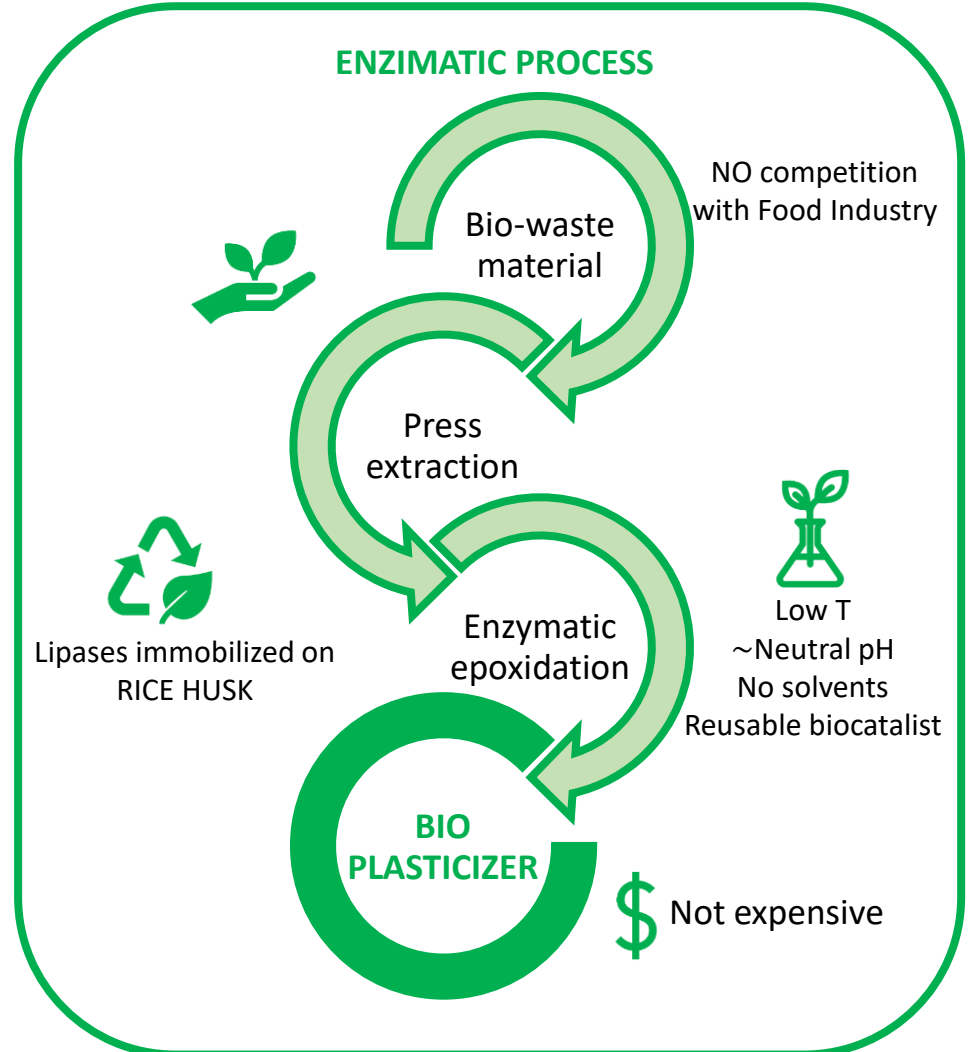 ENZIMATIC PROCESS
NO competition
with Food Industry
Bio-waste
material
Press
extraction
Enzymatic
epoxidation
Low T
~Neutral pH
No solvents
Reusable biocatalist
Lipases immobilized on
RICE HUSK
BIO
PLASTICIZER
$ Not expensive